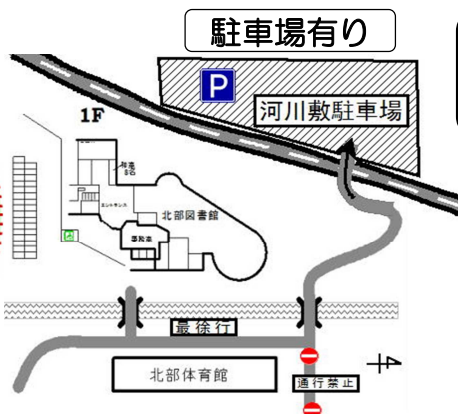 駐車場有り
P
河川敷駐車場
1F
北部図書館
最徐行
北部体育館
通行禁止